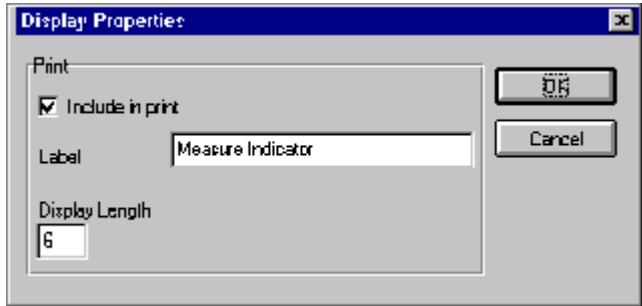 Display Properties
Print
Include in print
OK
Label
Measure Indicator
Cancel
Display Length
6